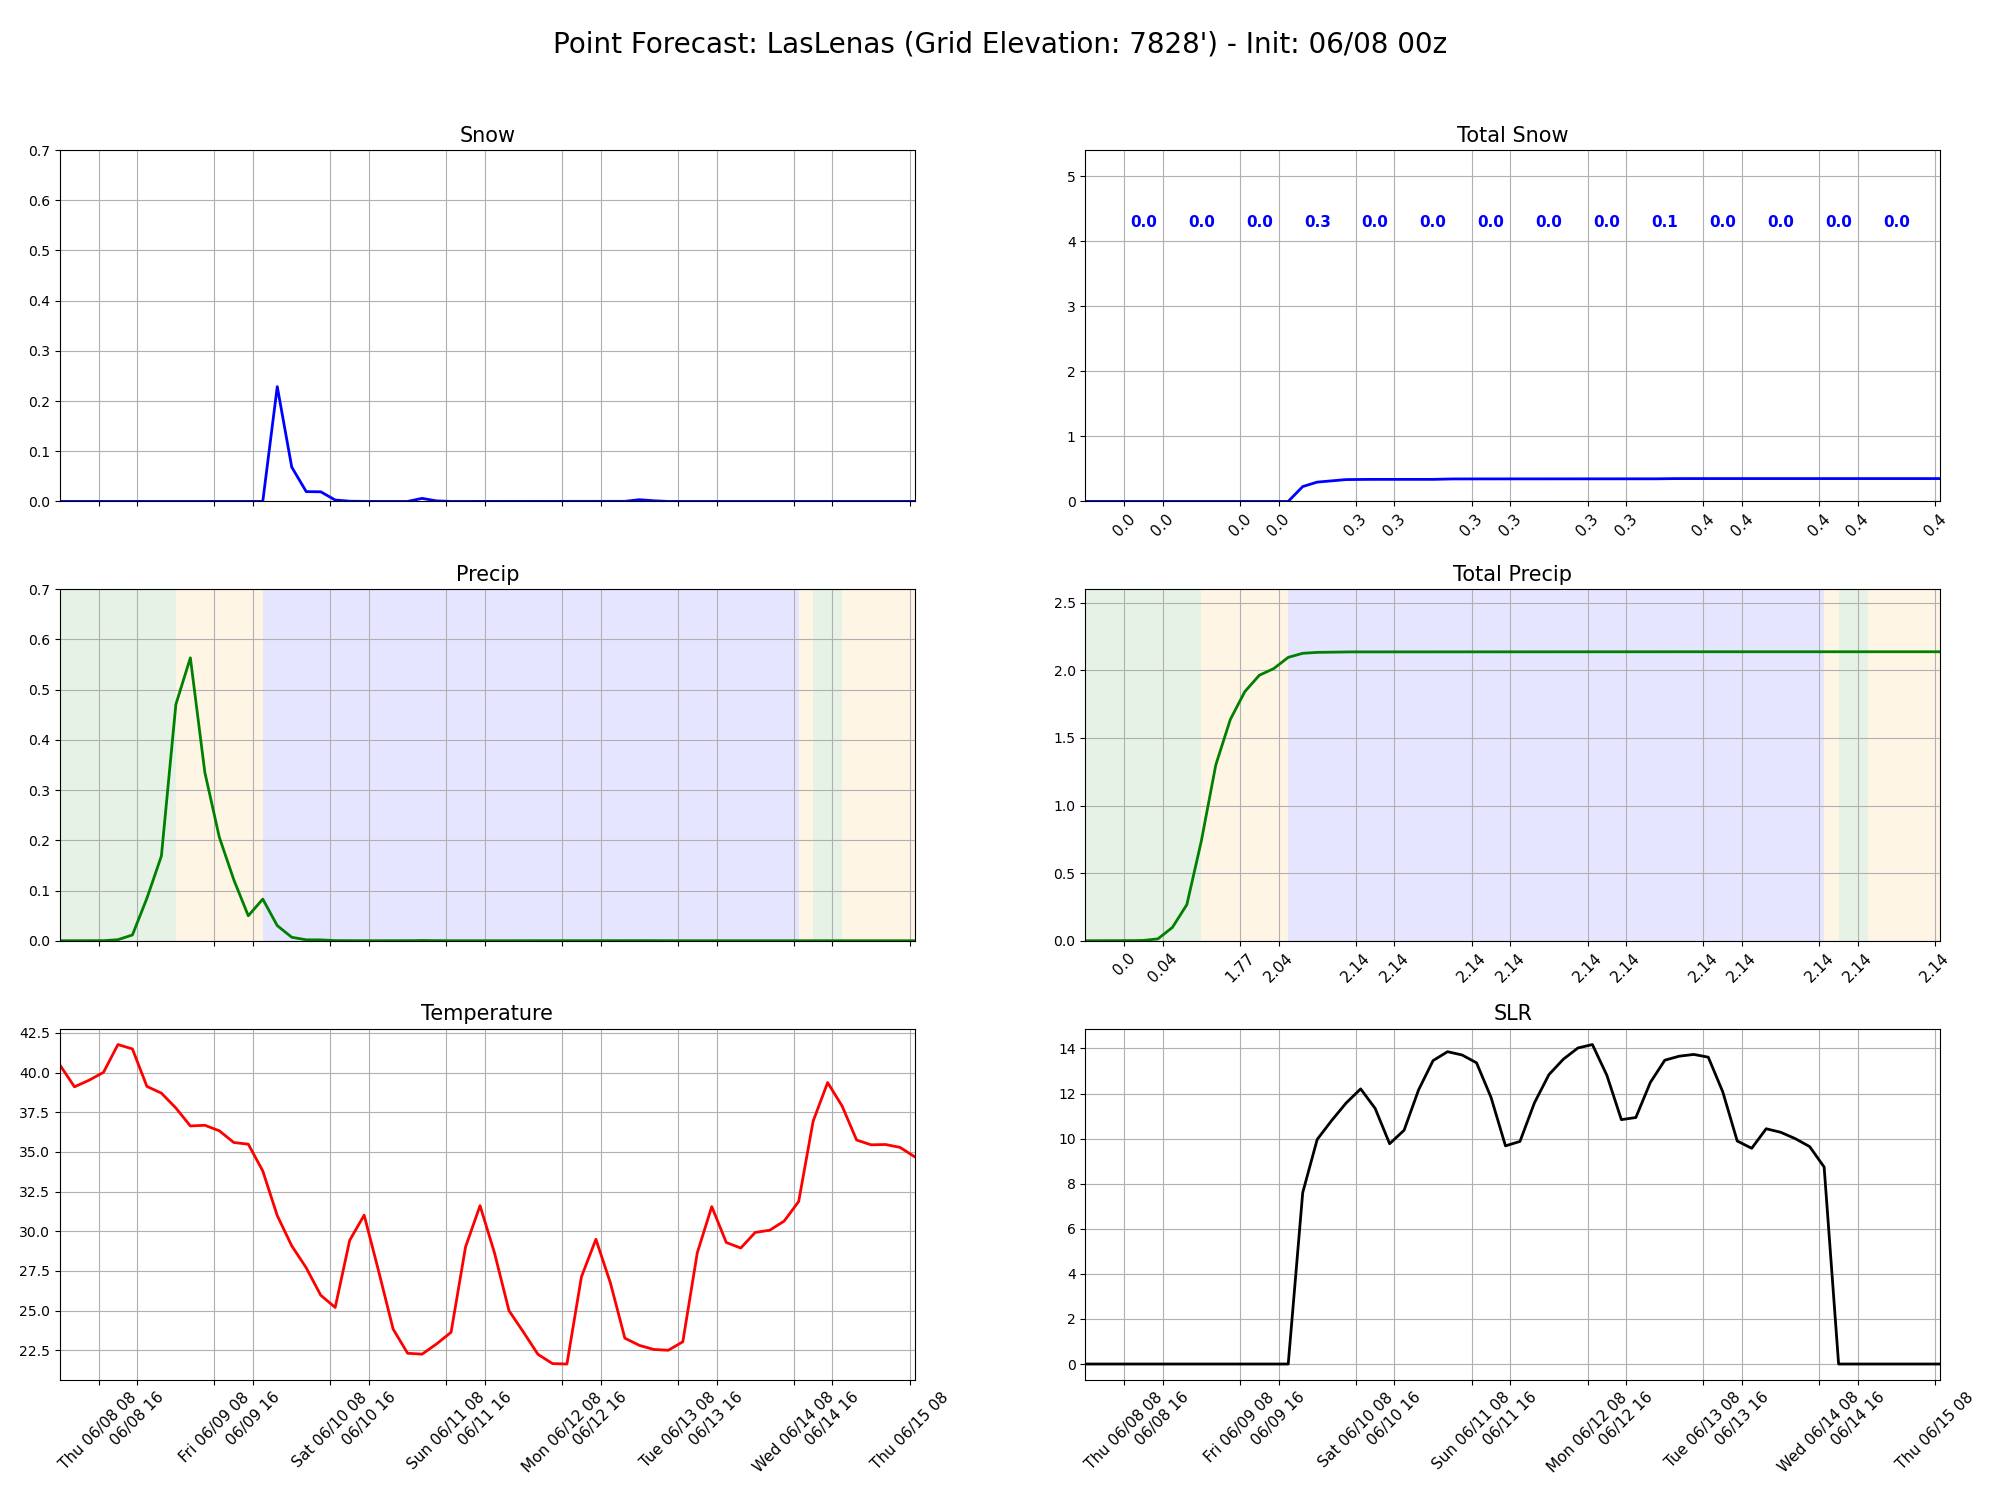 Point Forecast: LasLenas (Grid Elevation: 7828') - Init: 06/08 00z
Snow
0.7
0.6
0.5
0.4
0.3
0.2
0.1
0.0
Total Snow
5
4
3
2
1
0
0.0 0.0 0.0 0.3 0.0 0.0 0.0 0.0 0.0 0.1 0.0 0.0 0.0 0.0
0.0 0.0 0.0 0.0 0.3 0.3 0.3 0.3 0.3 0.3 0.4 0.4 0.4 0.4 0.4
Precip
0.7
0.6
0.5
0.4
0.3
0.2
0.1
0.0
Total Precip
2.5
2.0
1.5
1.0
0.5
0.0
0.0 0.04 1.77 2.04 2.14 2.14 2.14 2.14 2.14 2.14 2.14 2.14 2.14 2.14 2.14
Temperature
42.5
40.0
37.5
35.0
32.5
30.0
27.5
25.0
22.5
Thu 06/08 08
06/08 16
Fri 06/09 08
06/09 16
Sat 06/10 08
06/10 16
Sun 06/11 08
06/11 16
Mon 06/12 08
06/12 16
Tue 06/13 08
06/13 16
Wed 06/14 08
06/14 16
Thu 06/15 08
SLR
14
12
10
8
6
4
2
0
Thu 06/08 08
06/08 16
Fri 06/09 08
06/09 16
Sat 06/10 08
06/10 16
Sun 06/11 08
06/11 16
Mon 06/12 08
06/12 16
Tue 06/13 08
06/13 16
Wed 06/14 08
06/14 16
Thu 06/15 08